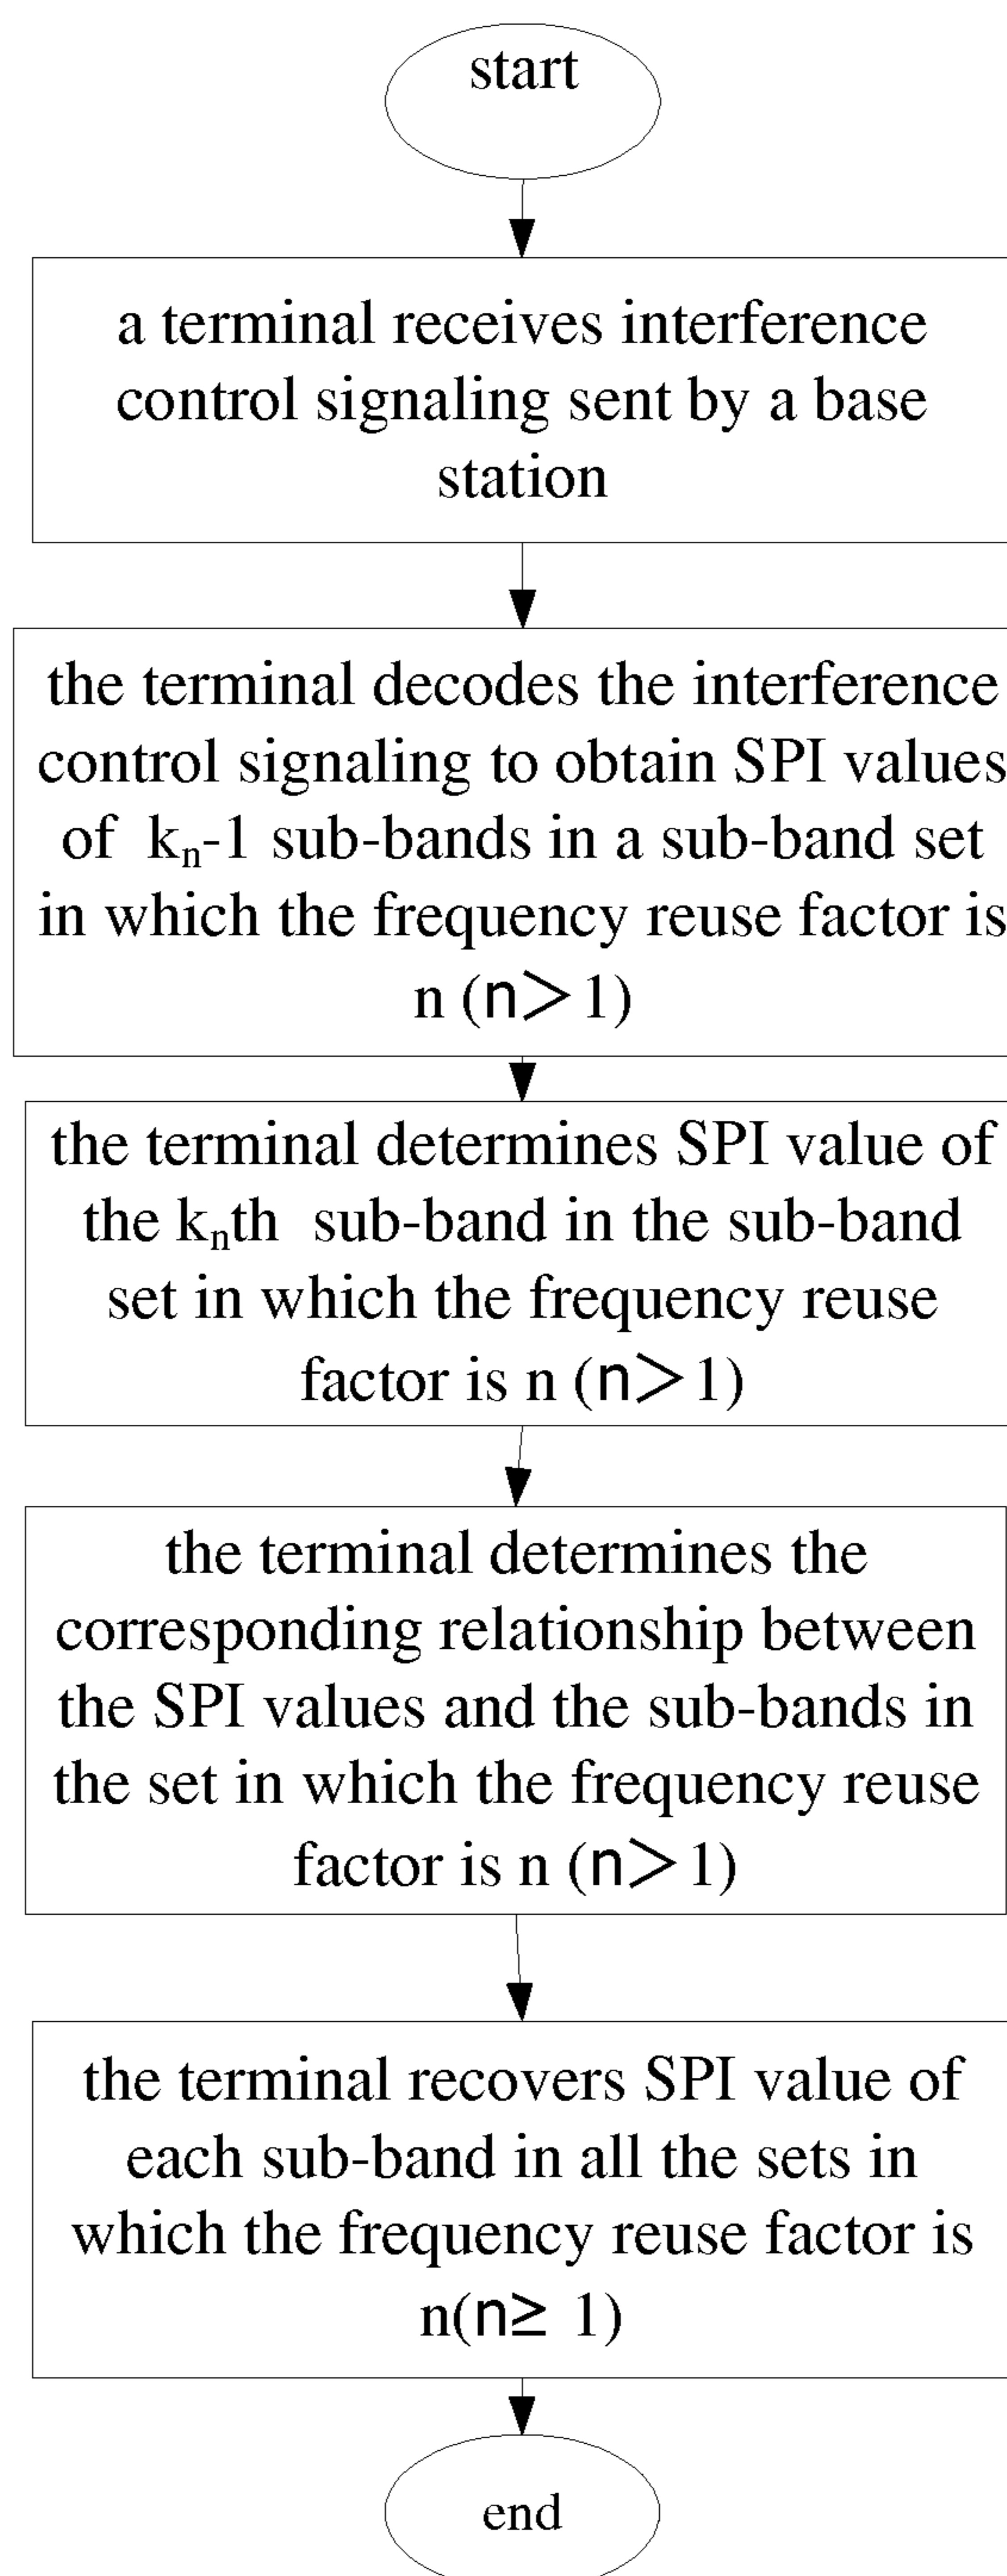 start
a terminal receives interference
control signaling sent by a base
station
the terminal decodes the interference
control signaling to obtain SPI values
of kₙ-1 sub-bands in a sub-band set
in which the frequency reuse factor is
n (n＞1)
the terminal determines SPI value of
the kₙth sub-band in the sub-band
set in which the frequency reuse
factor is n (n＞1)
the terminal determines the
corresponding relationship between
the SPI values and the sub-bands in
the set in which the frequency reuse
factor is n (n＞1)
the terminal recovers SPI value of
each sub-band in all the sets in
which the frequency reuse factor is
n(n≥ 1)
end